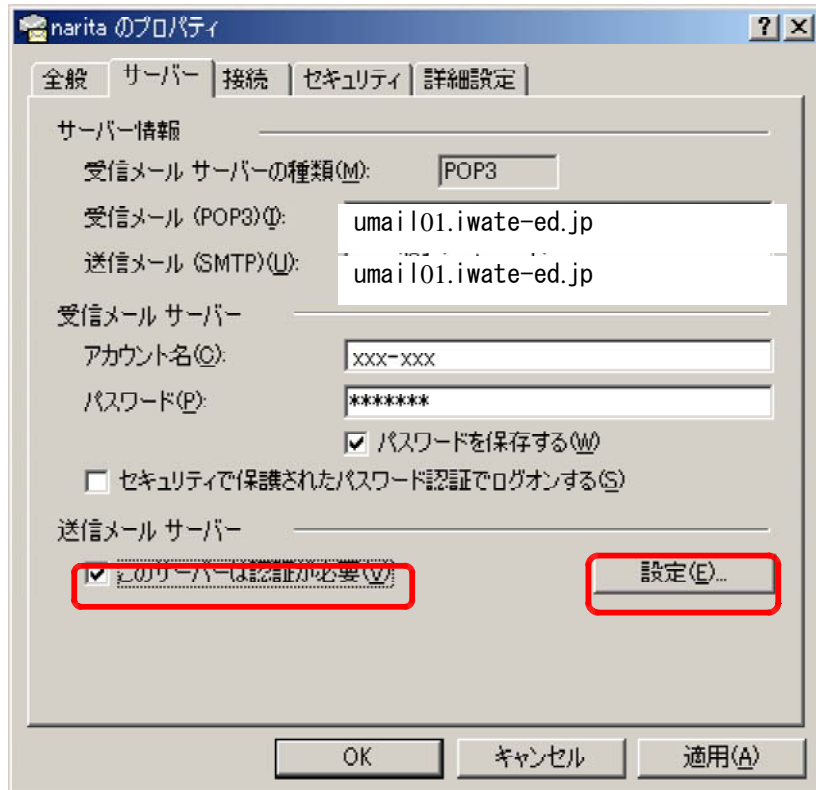 narita のプロパティ
全般 サーバー 接続 セキュリティ 詳細設定
サーバー情報
受信メール サーバーの種類(M): POP3
受信メール (POP3)(I): umail01.iwate-ed.jp
送信メール (SMTP)(U): umail01.iwate-ed.jp
受信メール サーバー
アカウント名(C): xxx-xxx
パスワード(P): *******
パスワードを保存する(W)
セキュリティで保護されたパスワード認証でログオンする(S)
送信メール サーバー
このサーバーは認証が必要(V) 設定(E)...
OK キャンセル 適用(A)